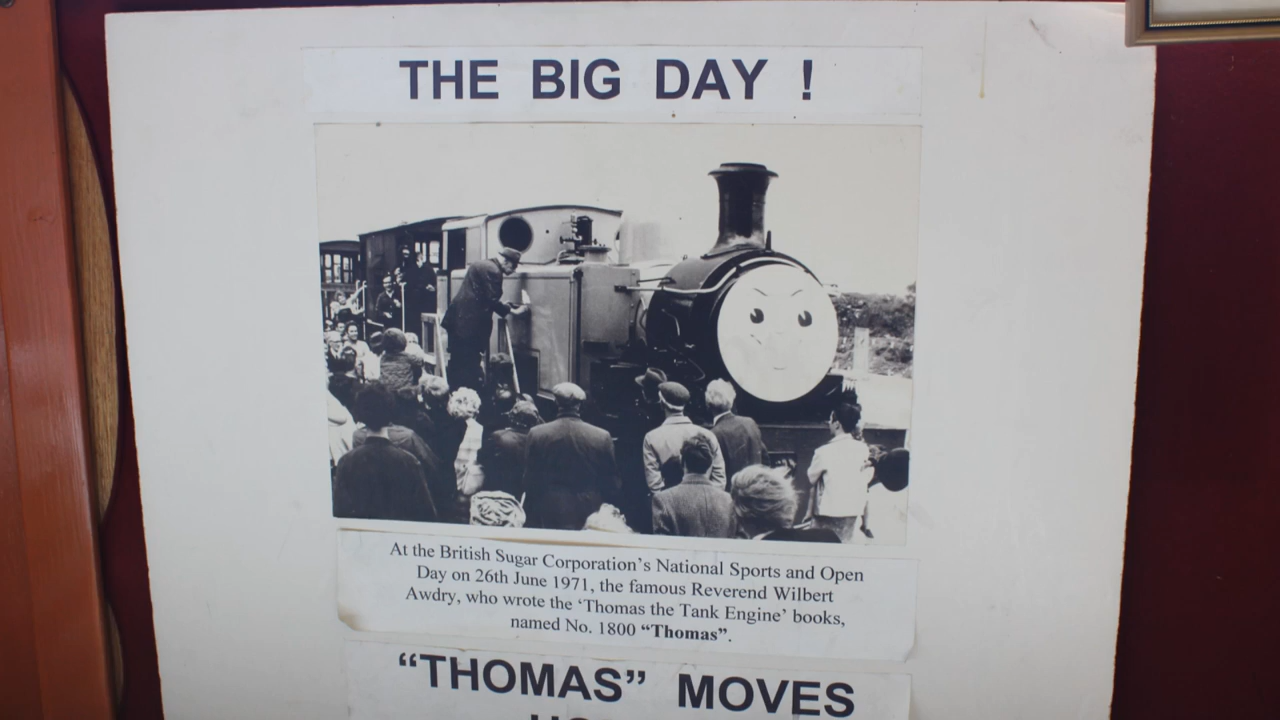 THE BIG DAY !
At the British Sugar Corporation's National Sports and Open
Day on 26th June 1971, the famous Reverend Wilbert
Awdry, who wrote the ‘Thomas the Tank Engine’ books,
named No. 1800 “Thomas”.
“THOMAS” MOVES